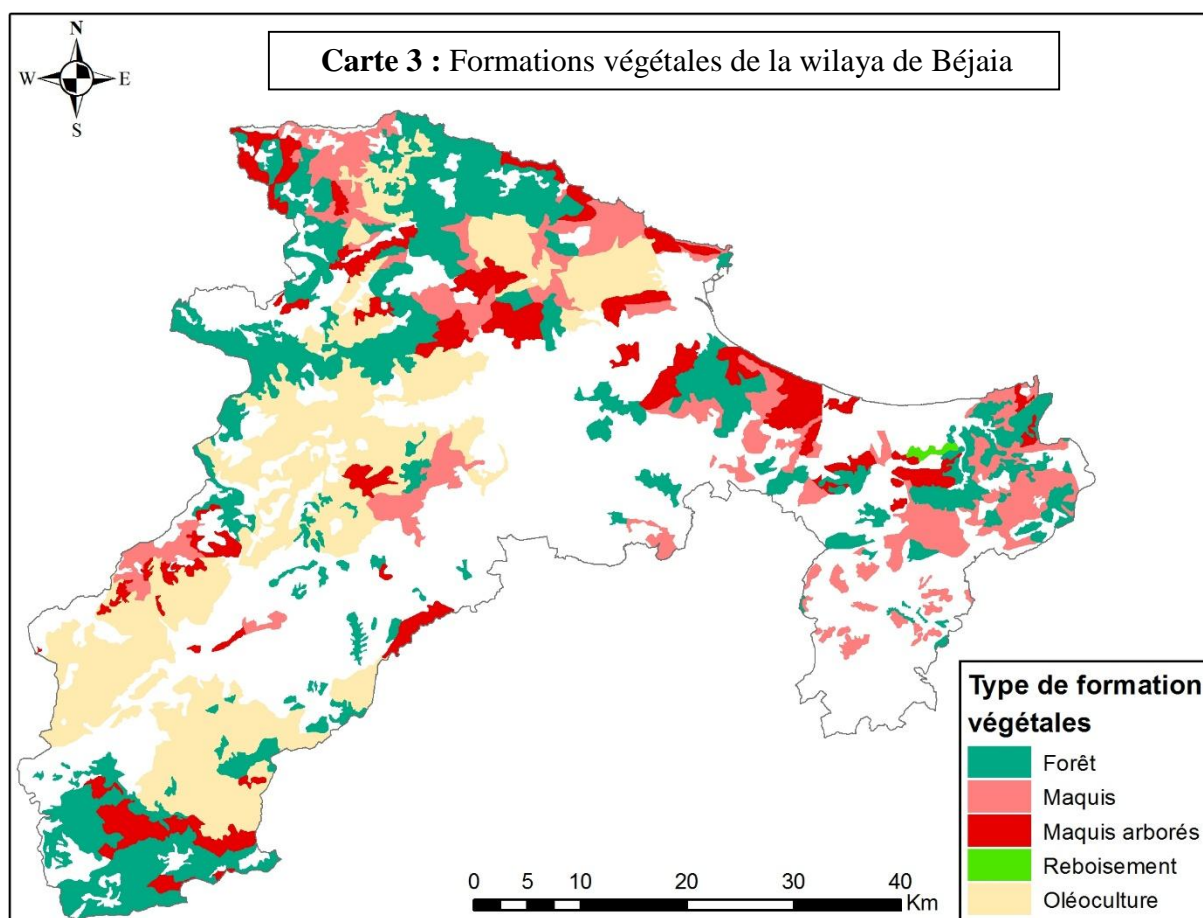 Carte 3 : Formations végétales de la wilaya de Béjaia
N
W E
S
Type de formation
végétales
Forêt
Maquis
Maquis arborés
Reboisement
Oléoculture
0 5 10 20 30 40
Km